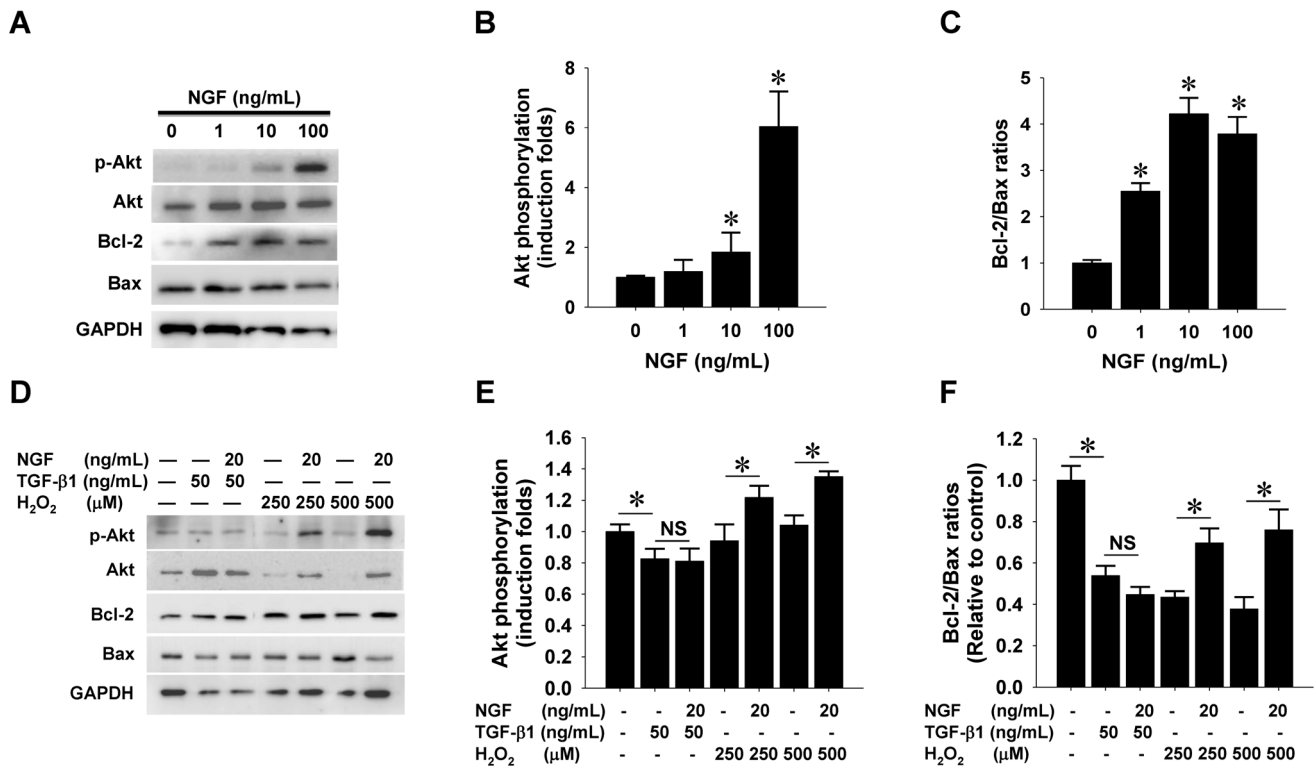 A
NGF (ng/mL)
0 1 10 100
p-Akt
Akt
Bcl-2
Bax
GAPDH
B
Akt phosphorylation
(induction folds)
8
6
4
2
0
*
*
0 1 10 100
NGF (ng/mL)
C
Bcl-2/Bax ratios
5
4
3
2
1
0
*
*
*
0 1 10 100
NGF (ng/mL)
D
NGF (ng/mL) — — 20 — 20 — 20
TGF-β1 (ng/mL) — 50 50 — — — —
H₂O₂ (μM) — — — 250 250 500 500
p-Akt
Akt
Bcl-2
Bax
GAPDH
E
Akt phosphorylation
(induction folds)
1.6
1.4
1.2
1.0
0.8
0.6
0.4
0.2
0.0
*
NS
*
*
NGF (ng/mL) - - 20 - 20 - 20
TGF-β1 (ng/mL) - 50 50 - - - -
H₂O₂ (μM) - - - 250 250 500 500
F
Bcl-2/Bax ratios
(Relative to control)
1.2
1.0
0.8
0.6
0.4
0.2
0.0
*
NS
*
*
NGF (ng/mL) - - 20 - 20 - 20
TGF-β1 (ng/mL) - 50 50 - - - -
H₂O₂ (μM) - - - 250 250 500 500